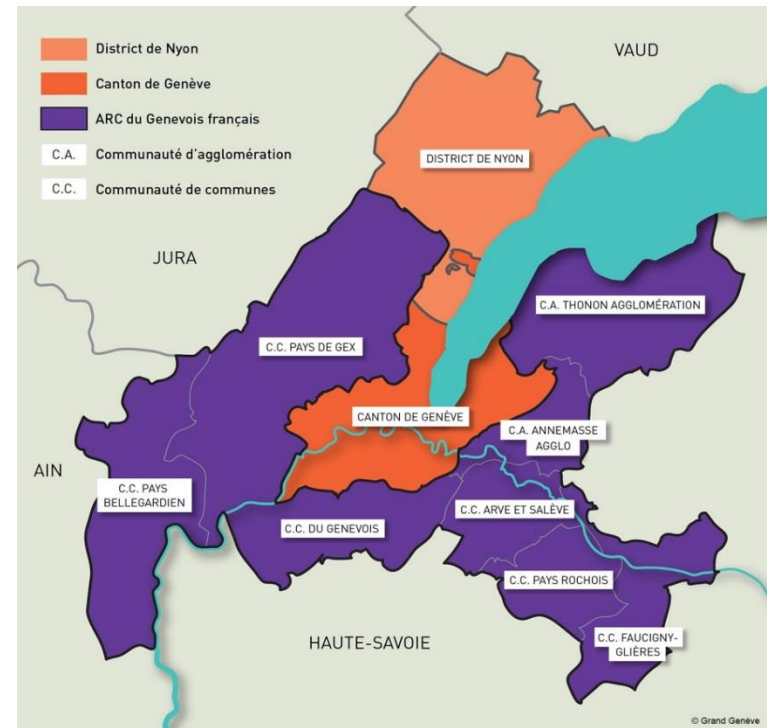 District de Nyon
Canton de Genève
ARC du Genevois français
C.A. Communauté d'agglomération
C.C. Communauté de communes
VAUD
DISTRICT DE NYON
JURA
C.A. THONON AGGLOMÉRATION
C.C. PAYS DE GEX
CANTON DE GENÈVE
C.A. ANNEMASSE
AGGLO
AIN
C.C. PAYS
BELLEGARDIEN
C.C. ARVE ET SALÈVE
C.C. DU GENEVOIS
C.C. PAYS ROCHOIS
HAUTE-SAVOIE
C.C. FAUCIGNY-
GLIÈRES
© Grand Genève